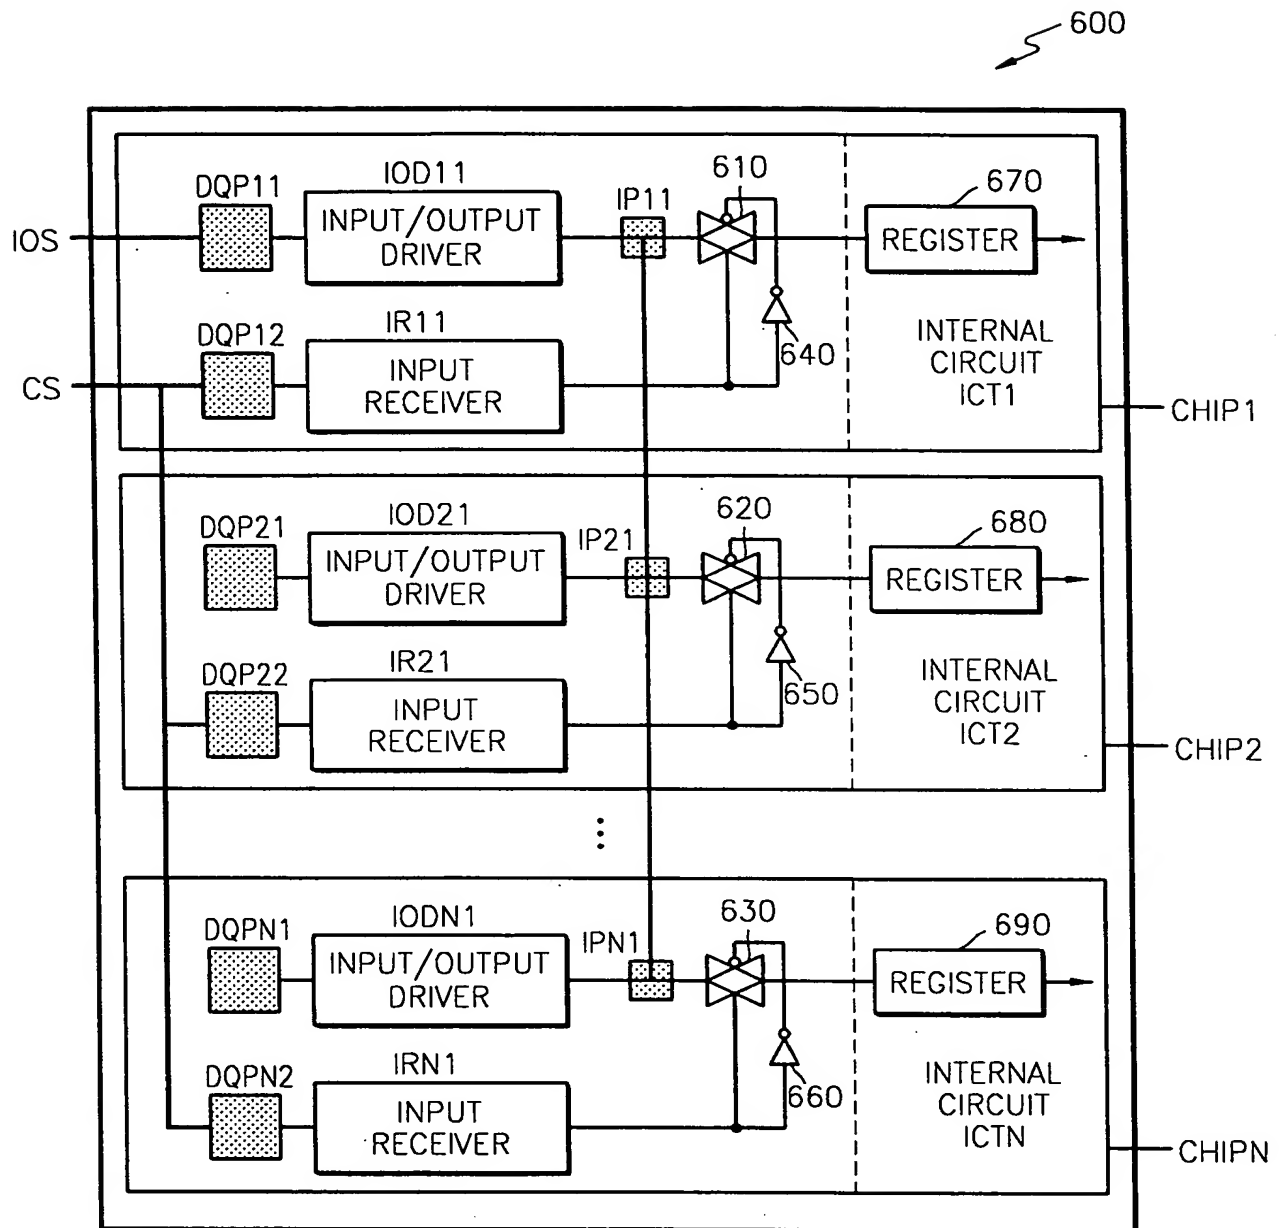 600
IOS
DQP11
IOD11
INPUT/OUTPUT
DRIVER
IP11
610
670
REGISTER
CS
DQP12
IR11
INPUT
RECEIVER
640
INTERNAL
CIRCUIT
ICT1
CHIP1
DQP21
IOD21
INPUT/OUTPUT
DRIVER
IP21
620
680
REGISTER
DQP22
IR21
INPUT
RECEIVER
650
INTERNAL
CIRCUIT
ICT2
CHIP2
DQPN1
IODN1
INPUT/OUTPUT
DRIVER
IPN1
630
690
REGISTER
DQPN2
IRN1
INPUT
RECEIVER
660
INTERNAL
CIRCUIT
ICTN
CHIPN